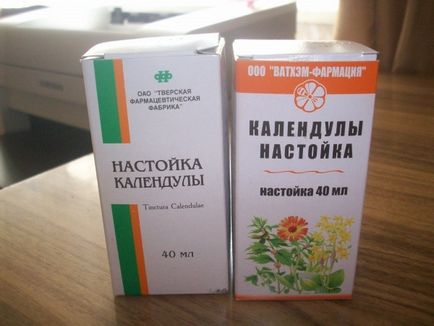 ОАО "ТВЕРСКАЯ
ФАРМАЦЕВТИЧЕСКАЯ
ФАБРИКА"
НАСТОЙКА
КАЛЕНДУЛЫ
Tinctura Calendulae
40 мл
ООО "ВАТХЭМ-ФАРМАЦИЯ"
КАЛЕНДУЛЫ
НАСТОЙКА
настойка 40 мл